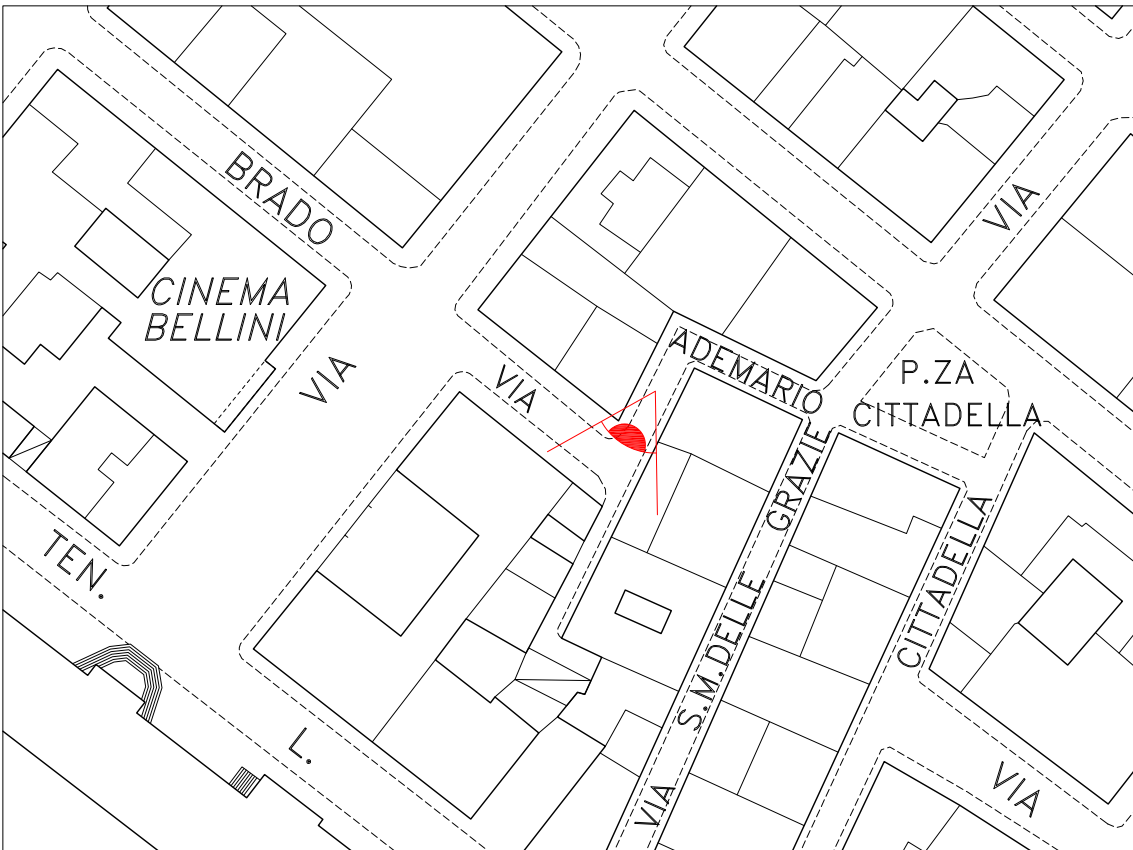 BRADO
VIA
CINEMA
BELLINI
VIA
VIA
ADEMARIO
P.ZA
CITTADELLA
VIA S.M.DELLE GRAZIE
CITTADELLA
TEN.
L.
VIA